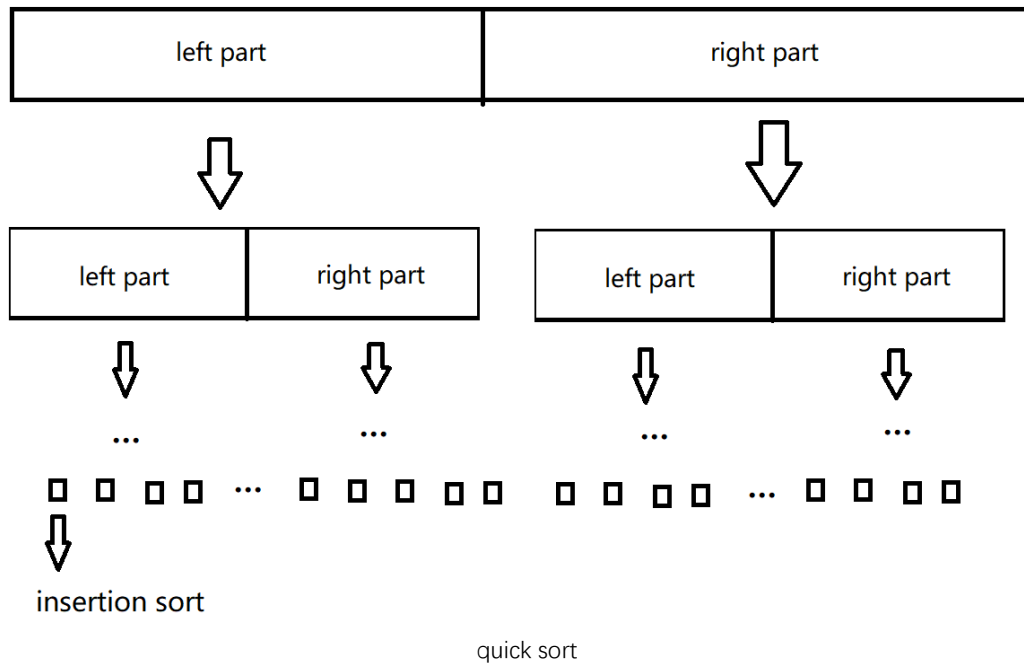 left part right part
left part right part left part right part
... ... ... ...
... ...
insertion sort
quick sort